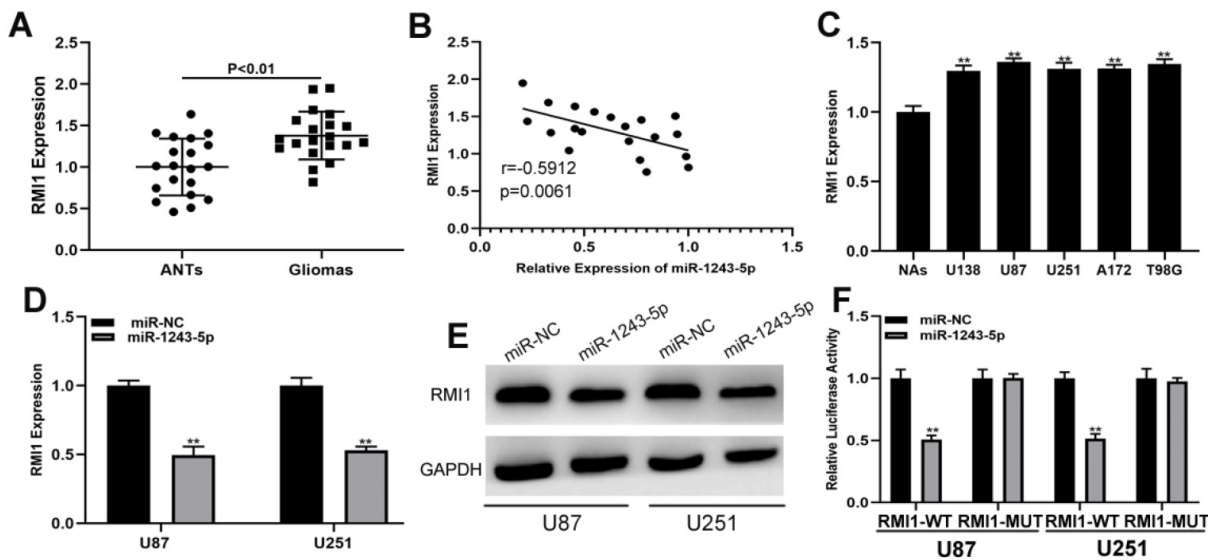 A
RMI1 Expression
2.5
2.0
1.5
1.0
0.5
0.0
P<0.01
ANTs Gliomas
B
RMI1 Expression
2.5
2.0
1.5
1.0
0.5
0.0
r=-0.5912
p=0.0061
0.0 0.5 1.0 1.5
Relative Expression of miR-1243-5p
C
RMI1 Expression
1.5
1.0
0.5
0.0
** ** ** ** **
NAs U138 U87 U251 A172 T98G
D
miR-NC
miR-1243-5p
RMI1 Expression
1.5
1.0
0.5
0.0
** **
U87 U251
E
miR-NC miR-1243-5p miR-NC miR-1243-5p
RMI1
GAPDH
U87 U251
F
miR-NC
miR-1243-5p
Relative Luciferase Activity
1.5
1.0
0.5
0.0
** **
RMI1-WT RMI1-MUT RMI1-WT RMI1-MUT
U87 U251